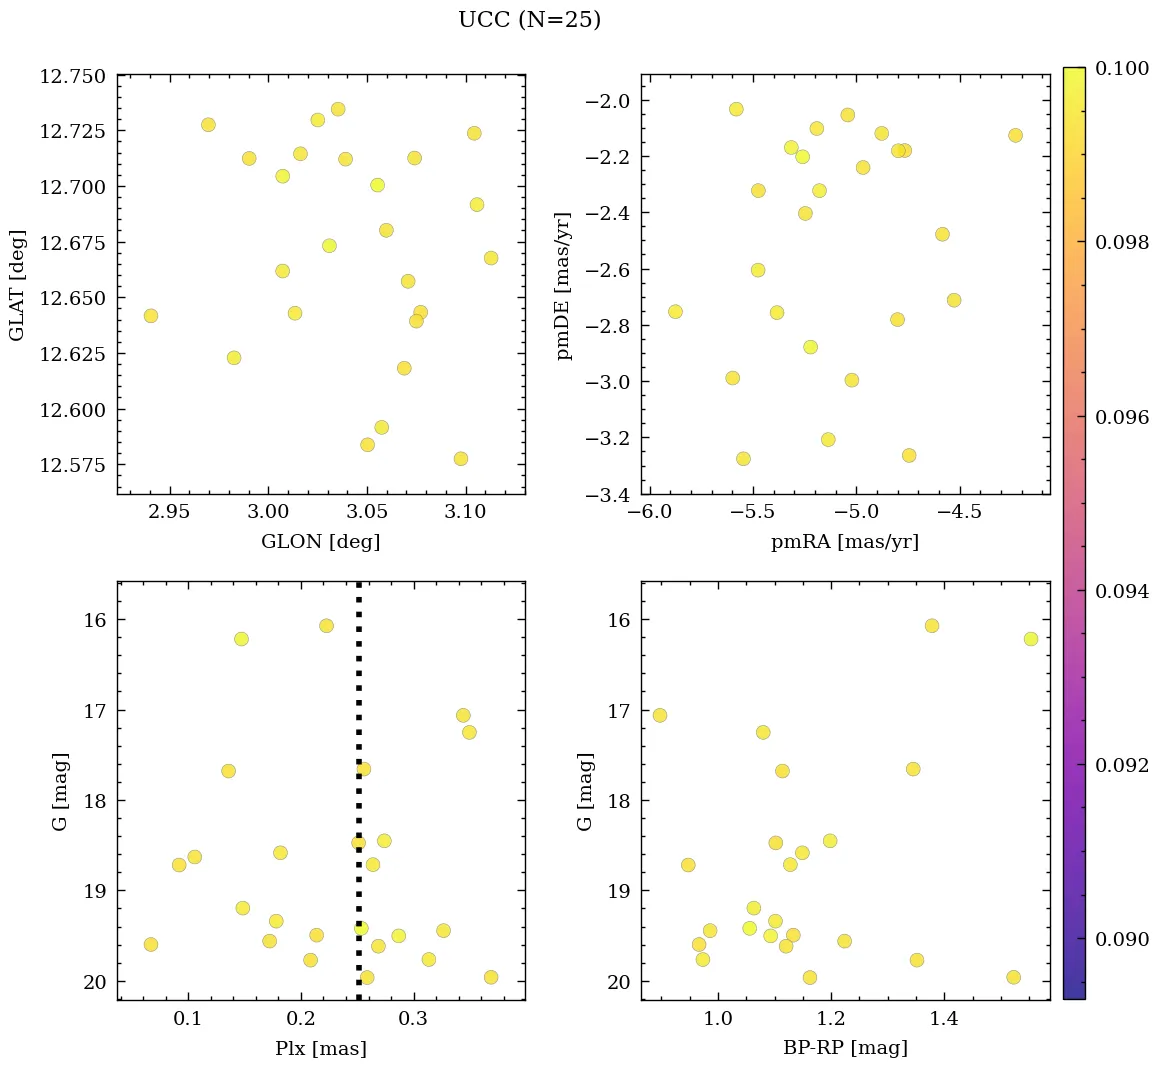 UCC (N=25)
12.750
12.725
12.700
12.675
12.650
12.625
12.600
12.575
GLAT [deg]
2.95 3.00 3.05 3.10
GLON [deg]
−2.0
−2.2
−2.4
−2.6
−2.8
−3.0
−3.2
−3.4
pmDE [mas/yr]
−6.0 −5.5 −5.0 −4.5
pmRA [mas/yr]
16
17
18
19
20
G [mag]
0.1 0.2 0.3
Plx [mas]
16
17
18
19
20
G [mag]
1.0 1.2 1.4
BP-RP [mag]
0.100
0.098
0.096
0.094
0.092
0.090